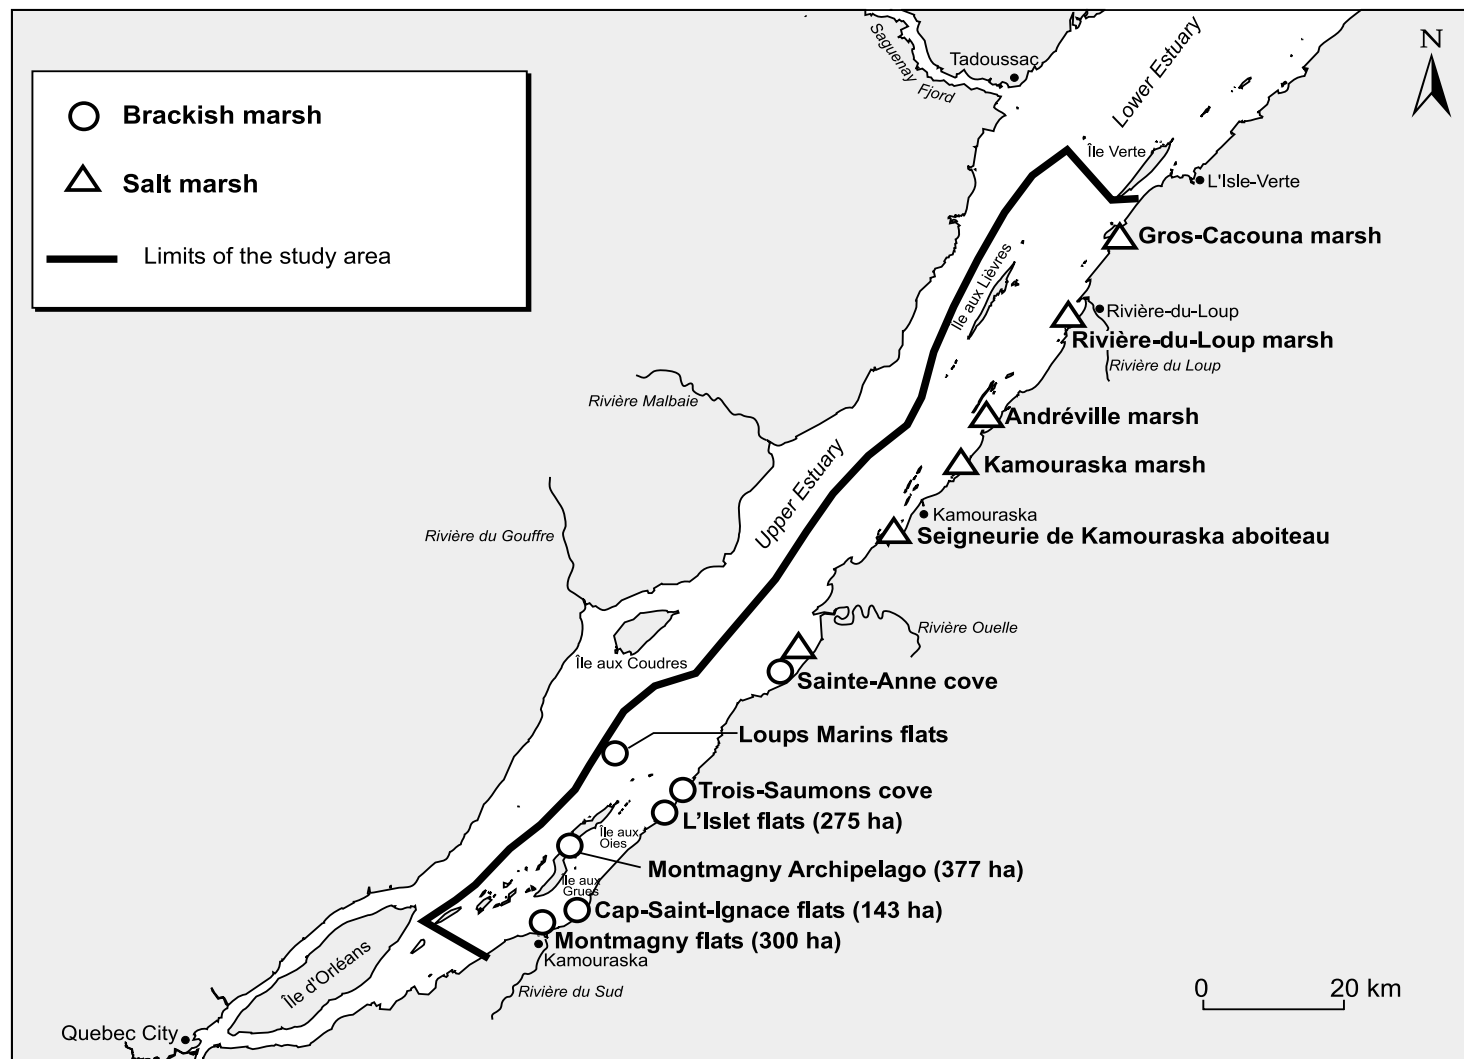 Brackish marsh
Salt marsh
Limits of the study area
N
Saguenay Fjord
Tadoussac
Lower Estuary
Île Verte
L'Isle-Verte
Gros-Cacouna marsh
Île aux Lièvres
Rivière-du-Loup
Rivière-du-Loup marsh
Rivière du Loup
Rivière Malbaie
Andréville marsh
Kamouraska marsh
Upper Estuary
Kamouraska
Rivière du Gouffre
Seigneurie de Kamouraska aboiteau
Rivière Ouelle
Île aux Coudres
Sainte-Anne cove
Loups Marins flats
Trois-Saumons cove
L’Islet flats (275 ha)
Île aux
Oies
Montmagny Archipelago (377 ha)
Île aux
Grues
Cap-Saint-Ignace flats (143 ha)
Montmagny flats (300 ha)
Kamouraska
Île d'Orléans
Rivière du Sud
0 20 km
Quebec City